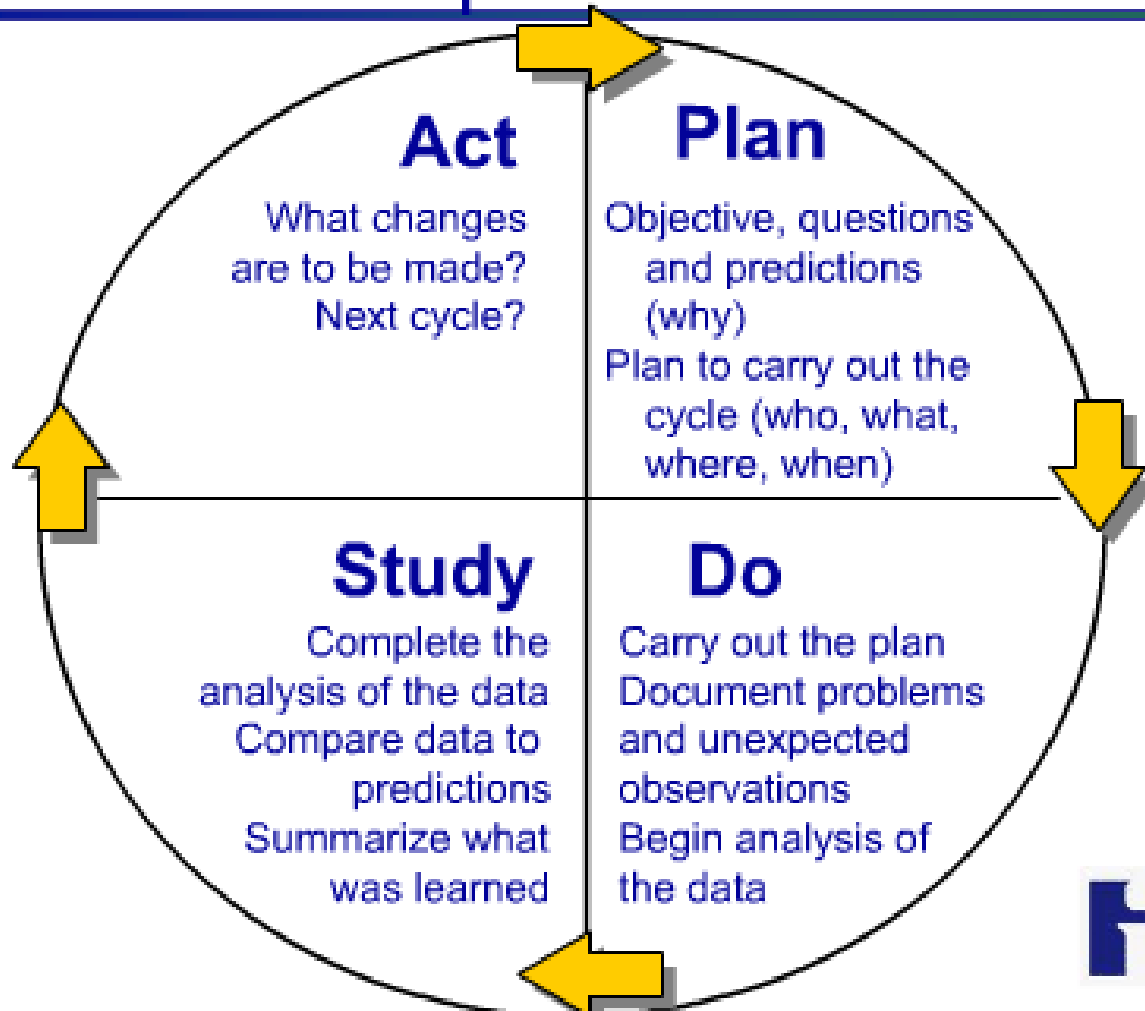 Act
What changes
are to be made?
Next cycle?
Plan
Objective, questions
and predictions
(why)
Plan to carry out the
cycle (who, what,
where, when)
Study
Complete the
analysis of the data
Compare data to
predictions
Summarize what
was learned
Do
Carry out the plan
Document problems
and unexpected
observations
Begin analysis of
the data